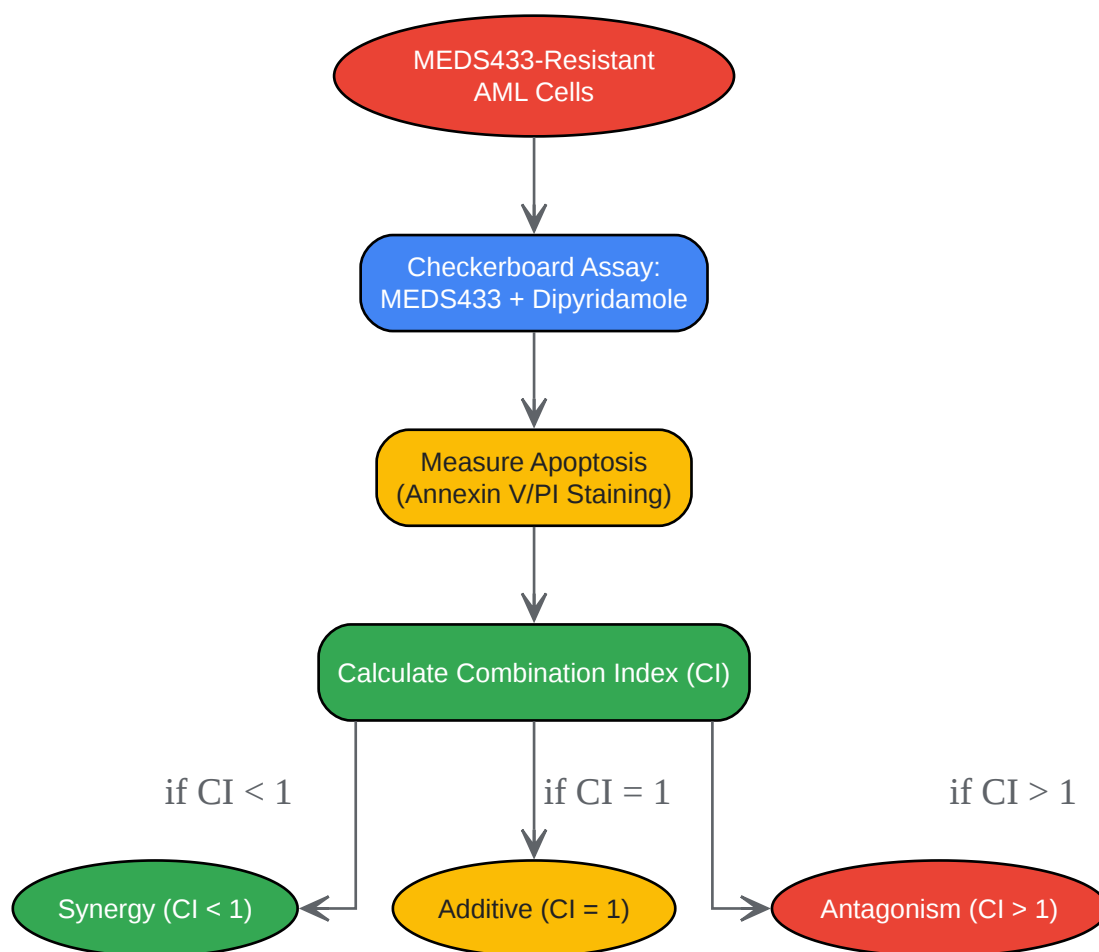 MEDS433-Resistant
AML Cells
Checkerboard Assay:
MEDS433 + Dipyridamole
Measure Apoptosis
(Annexin V/PI Staining)
Calculate Combination Index (CI)
if CI < 1
if CI = 1
if CI > 1
Synergy (CI < 1)
Additive (CI = 1)
Antagonism (CI > 1)